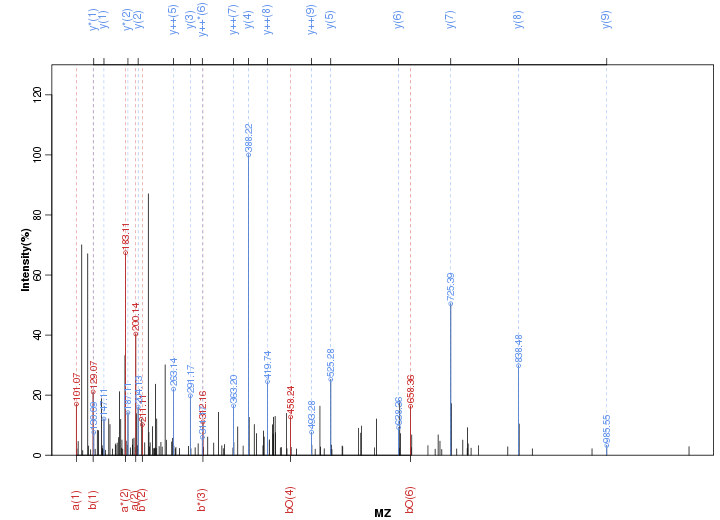 y*(1)
y(1)
y*(2)
y(2)
y++(5)
y(3)
y++*(6)
y++(7)
y(4)
y++(8)
y++(9)
y(5)
y(6)
y(7)
y(8)
y(9)
Intensity(%)
0
20
40
60
80
100
120
101.07
129.07
147.11
183.11
187.11
200.14
211.11
263.14
291.17
312.16
363.20
388.22
419.74
458.24
493.28
525.28
658.36
725.39
838.48
985.55
a(1)
b(1)
a*(2)
a(2)
b*(2)
b*(3)
bO(4)
bO(6)
MZ